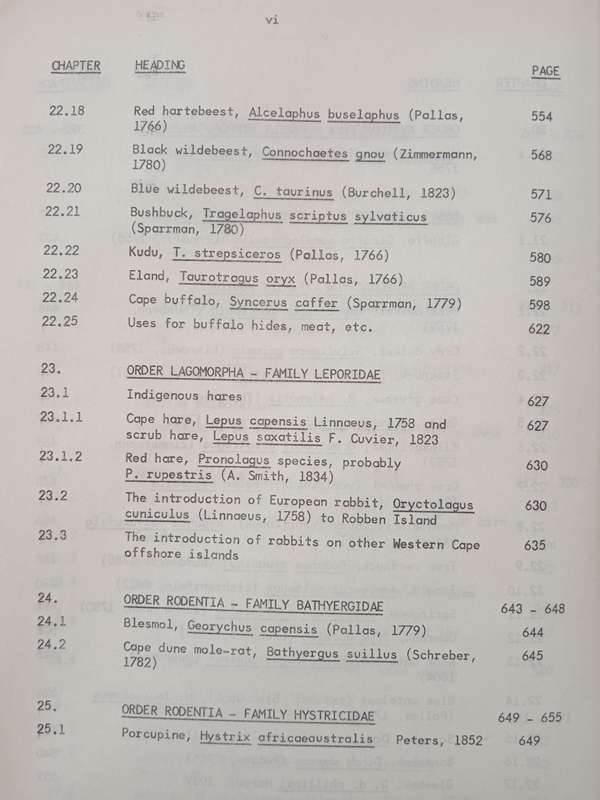 vi
CHAPTER HEADING PAGE
22.18 Red hartebeest, Alcelaphus buselaphus (Pallas, 554
1766)
22.19 Black wildebeest, Connochaetes gnou (Zimmermann, 568
1780)
22.20 Blue wildebeest, C. taurinus (Burchell, 1823) 571
22.21 Bushbuck, Tragelaphus scriptus sylvaticus 576
(Sparrman, 1780)
22.22 Kudu, T. strepsiceros (Pallas, 1766) 580
22.23 Eland, Taurotragus oryx (Pallas, 1766) 589
22.24 Cape buffalo, Syncerus caffer (Sparrman, 1779) 598
22.25 Uses for buffalo hides, meat, etc. 622
23. ORDER LAGOMORPHA – FAMILY LEPORIDAE
23.1 Indigenous hares 627
23.1.1 Cape hare, Lepus capensis Linnaeus, 1758 and 627
scrub hare, Lepus saxatilis F. Cuvier, 1823
23.1.2 Red hare, Pronolagus species, probably 630
P. rupestris (A. Smith, 1834)
23.2 The introduction of European rabbit, Oryctolagus 630
cuniculus (Linnaeus, 1758) to Robben Island
23.3 The introduction of rabbits on other Western Cape 635
offshore islands
24. ORDER RODENTIA – FAMILY BATHYERGIDAE 643 – 648
24.1 Blesmol, Georychus capensis (Pallas, 1779) 644
24.2 Cape dune mole-rat, Bathyergus suillus (Schreber, 645
1782)
25. ORDER RODENTIA – FAMILY HYSTRICIDAE 649 – 655
25.1 Porcupine, Hystrix africaeaustralis Peters, 1852 649